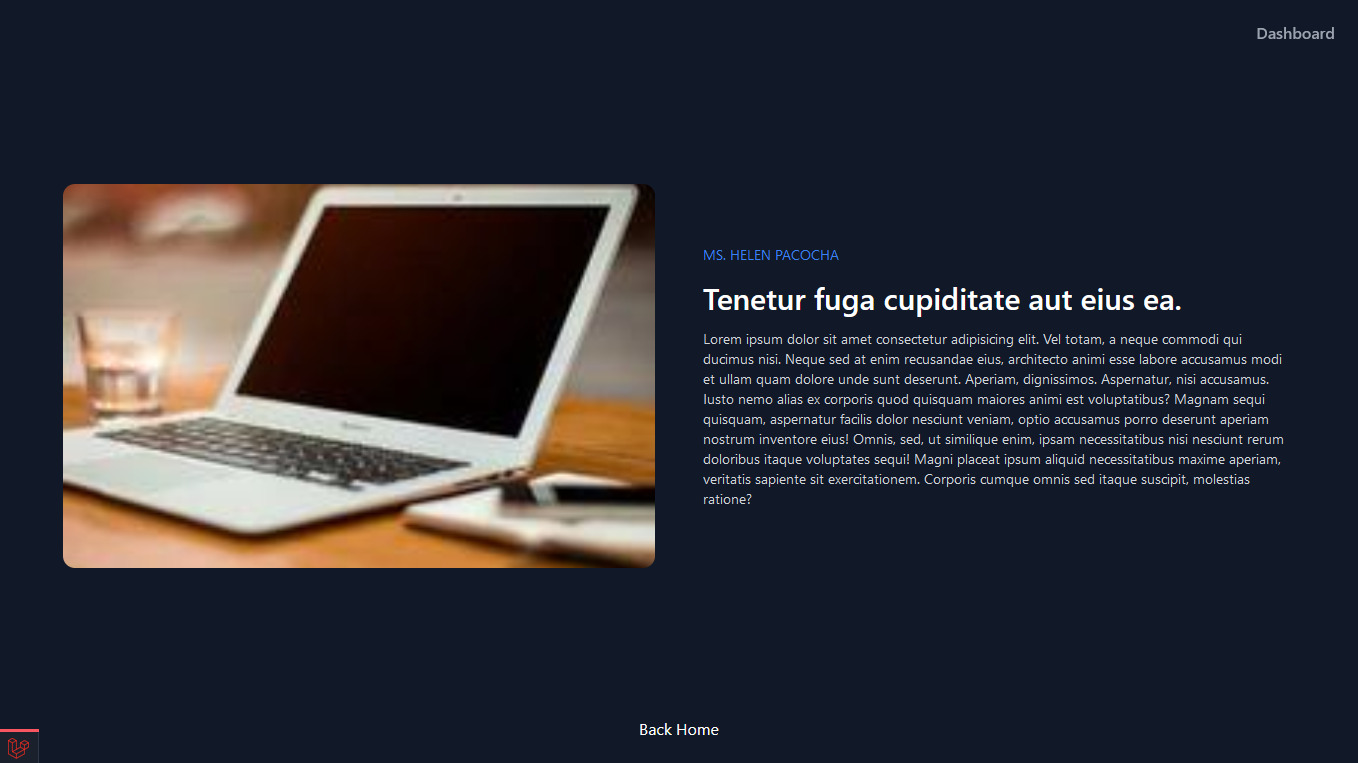 Dashboard
MS. HELEN PACOCHA
Tenetur fuga cupiditate aut eius ea.
Lorem ipsum dolor sit amet consectetur adipisicing elit. Vel totam, a neque commodi qui
ducimus nisi. Neque sed at enim recusandae eius, architecto animi esse labore accusamus modi
et ullam quam dolore unde sunt deserunt. Aperiam, dignissimos. Aspernatur, nisi accusamus.
Iusto nemo alias ex corporis quod quisquam maiores animi est voluptatibus? Magnam sequi
quisquam, aspernatur facilis dolor nesciunt veniam, optio accusamus porro deserunt aperiam
nostrum inventore eius! Omnis, sed, ut similique enim, ipsam necessitatibus nisi nesciunt rerum
doloribus itaque voluptates sequi! Magni placeat ipsum aliquid necessitatibus maxime aperiam,
veritatis sapiente sit exercitationem. Corporis cumque omnis sed itaque suscipit, molestias
ratione?
Back Home